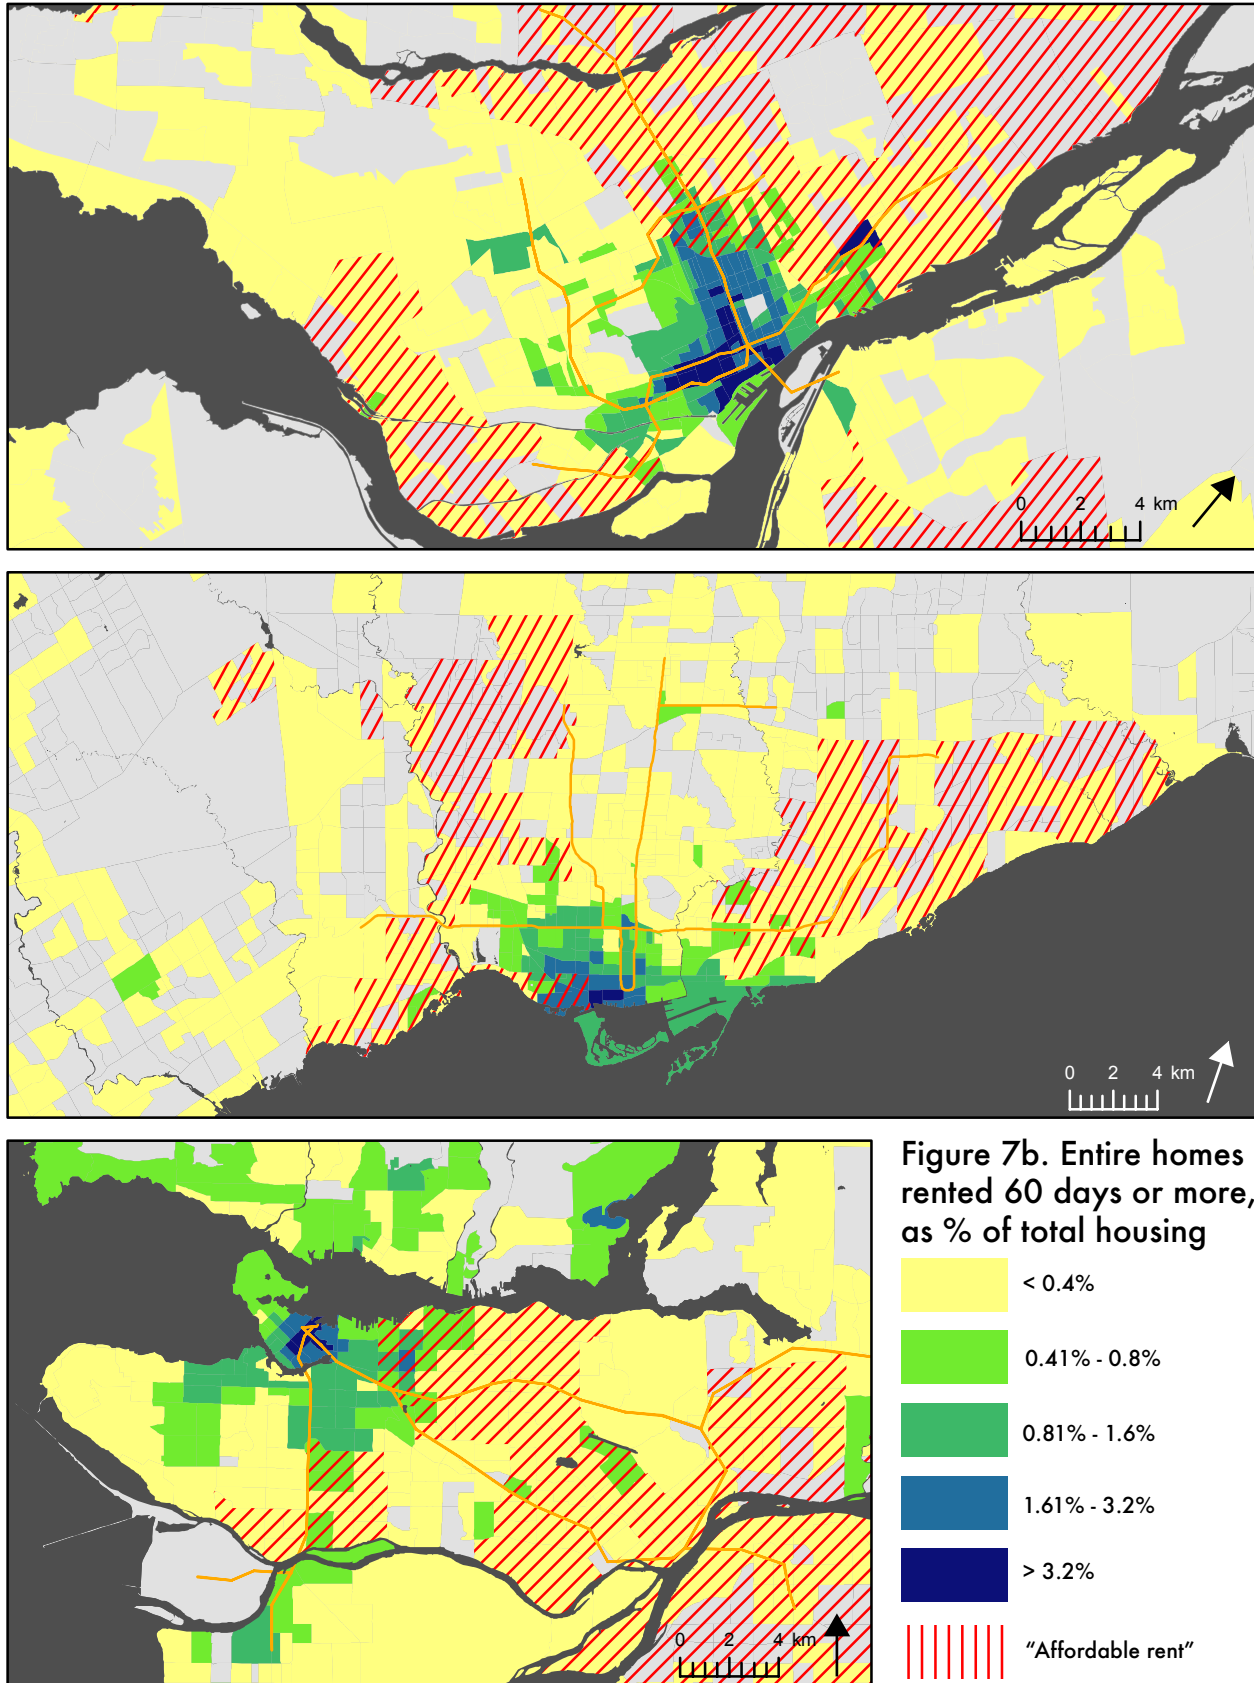 0 2 4 km
0 2 4 km
Figure 7b. Entire homes
rented 60 days or more,
as % of total housing
< 0.4%
0.41% - 0.8%
0.81% - 1.6%
1.61% - 3.2%
> 3.2%
"Affordable rent"
0 2 4 km